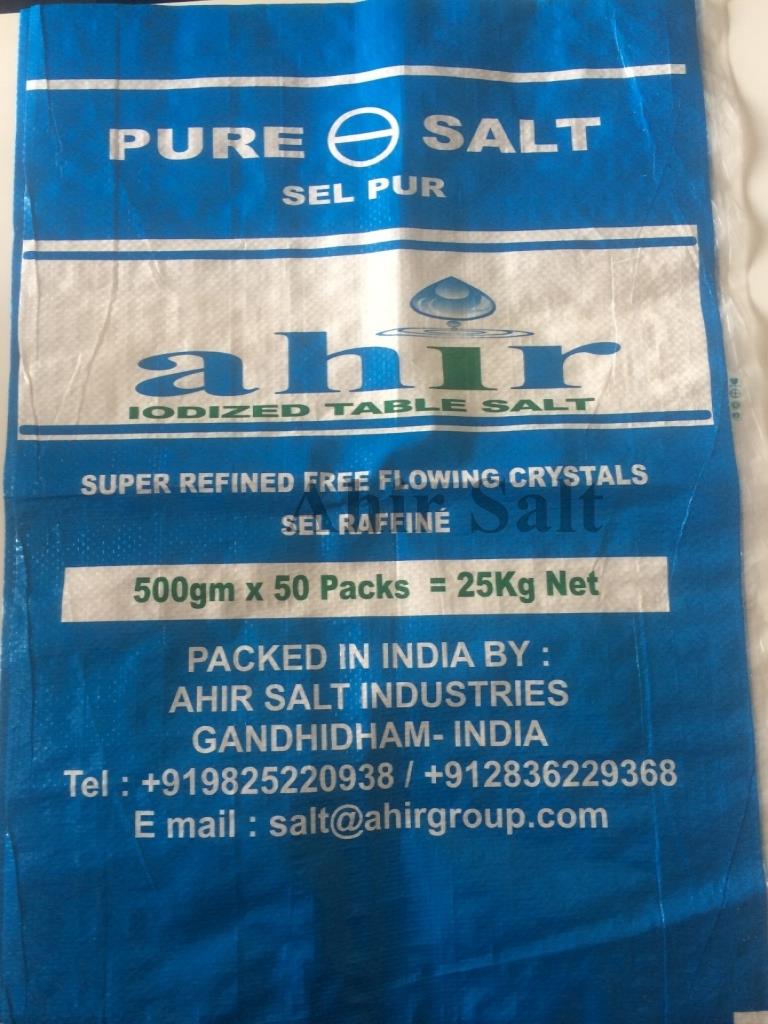 PURE SALT
SEL PUR
ahir
IODIZED TABLE SALT
SUPER REFINED FREE FLOWING CRYSTALS
Ahir Salt
SEL RAFFINÉ
500gm x 50 Packs = 25Kg Net
PACKED IN INDIA BY :
AHIR SALT INDUSTRIES
GANDHIDHAM- INDIA
Tel : +919825220938 / +912836229368
E mail : salt@ahirgroup.com